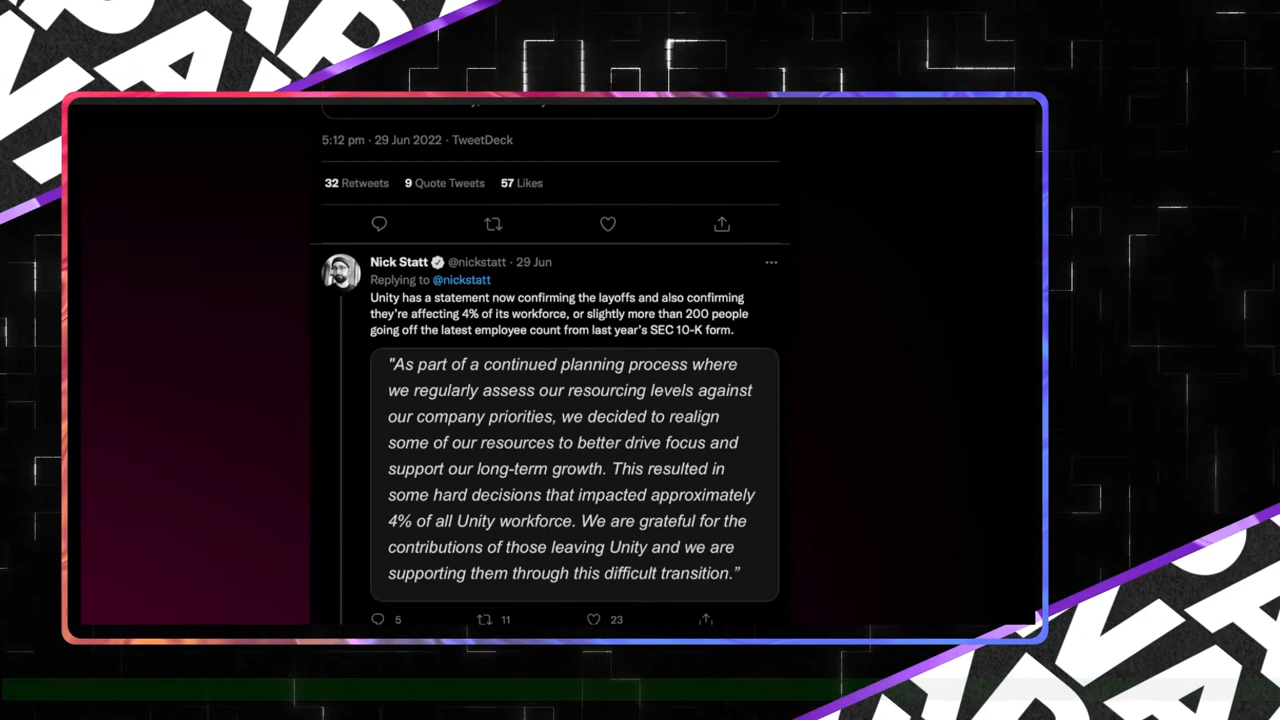 5:12 pm · 29 Jun 2022 · TweetDeck
32 Retweets 9 Quote Tweets 57 Likes
Nick Statt @nickstatt · 29 Jun
Replying to @nickstatt
Unity has a statement now confirming the layoffs and also confirming
they're affecting 4% of its workforce, or slightly more than 200 people
going off the latest employee count from last year's SEC 10-K form.
"As part of a continued planning process where
we regularly assess our resourcing levels against
our company priorities, we decided to realign
some of our resources to better drive focus and
support our long-term growth. This resulted in
some hard decisions that impacted approximately
4% of all Unity workforce. We are grateful for the
contributions of those leaving Unity and we are
supporting them through this difficult transition."
5 11 23